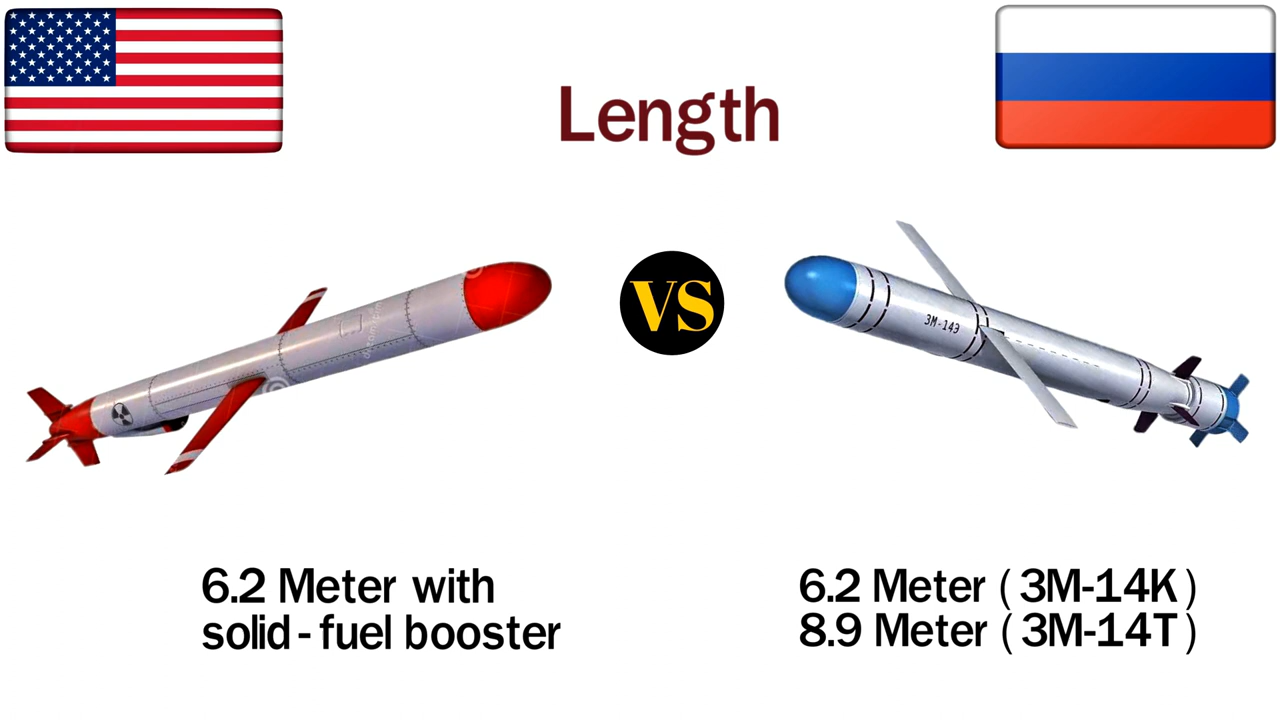 Length
VS
3M-143
6.2 Meter with
solid-fuel booster
6.2 Meter (3M-14K)
8.9 Meter (3M-14T)